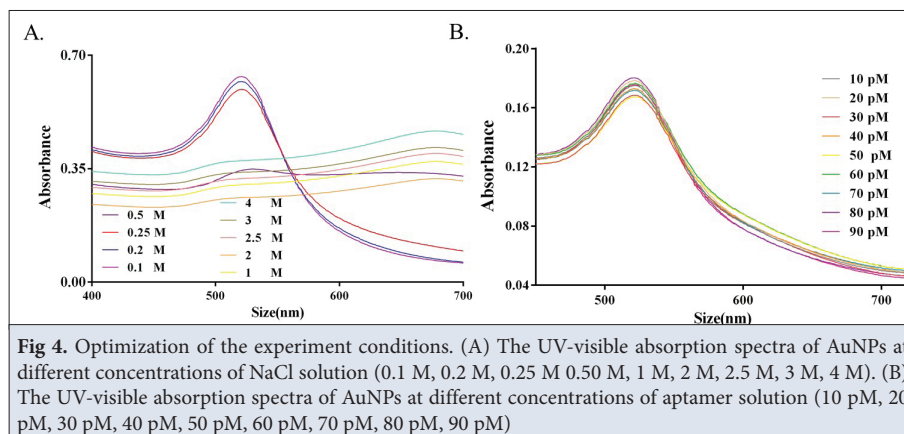 A.
B.
0.70
0.35
0.00
Absorbance
400
500
600
700
Size(nm)
0.5 M
0.25 M
0.2 M
0.1 M
4 M
3 M
2.5 M
2 M
1 M
0.20
0.16
0.12
0.08
0.04
Absorbance
500
600
700
Size(nm)
10 pM
20 pM
30 pM
40 pM
50 pM
60 pM
70 pM
80 pM
90 pM
Fig 4. Optimization of the experiment conditions. (A) The UV-visible absorption spectra of AuNPs at
different concentrations of NaCl solution (0.1 M, 0.2 M, 0.25 M 0.50 M, 1 M, 2 M, 2.5 M, 3 M, 4 M). (B)
The UV-visible absorption spectra of AuNPs at different concentrations of aptamer solution (10 pM, 20
pM, 30 pM, 40 pM, 50 pM, 60 pM, 70 pM, 80 pM, 90 pM)